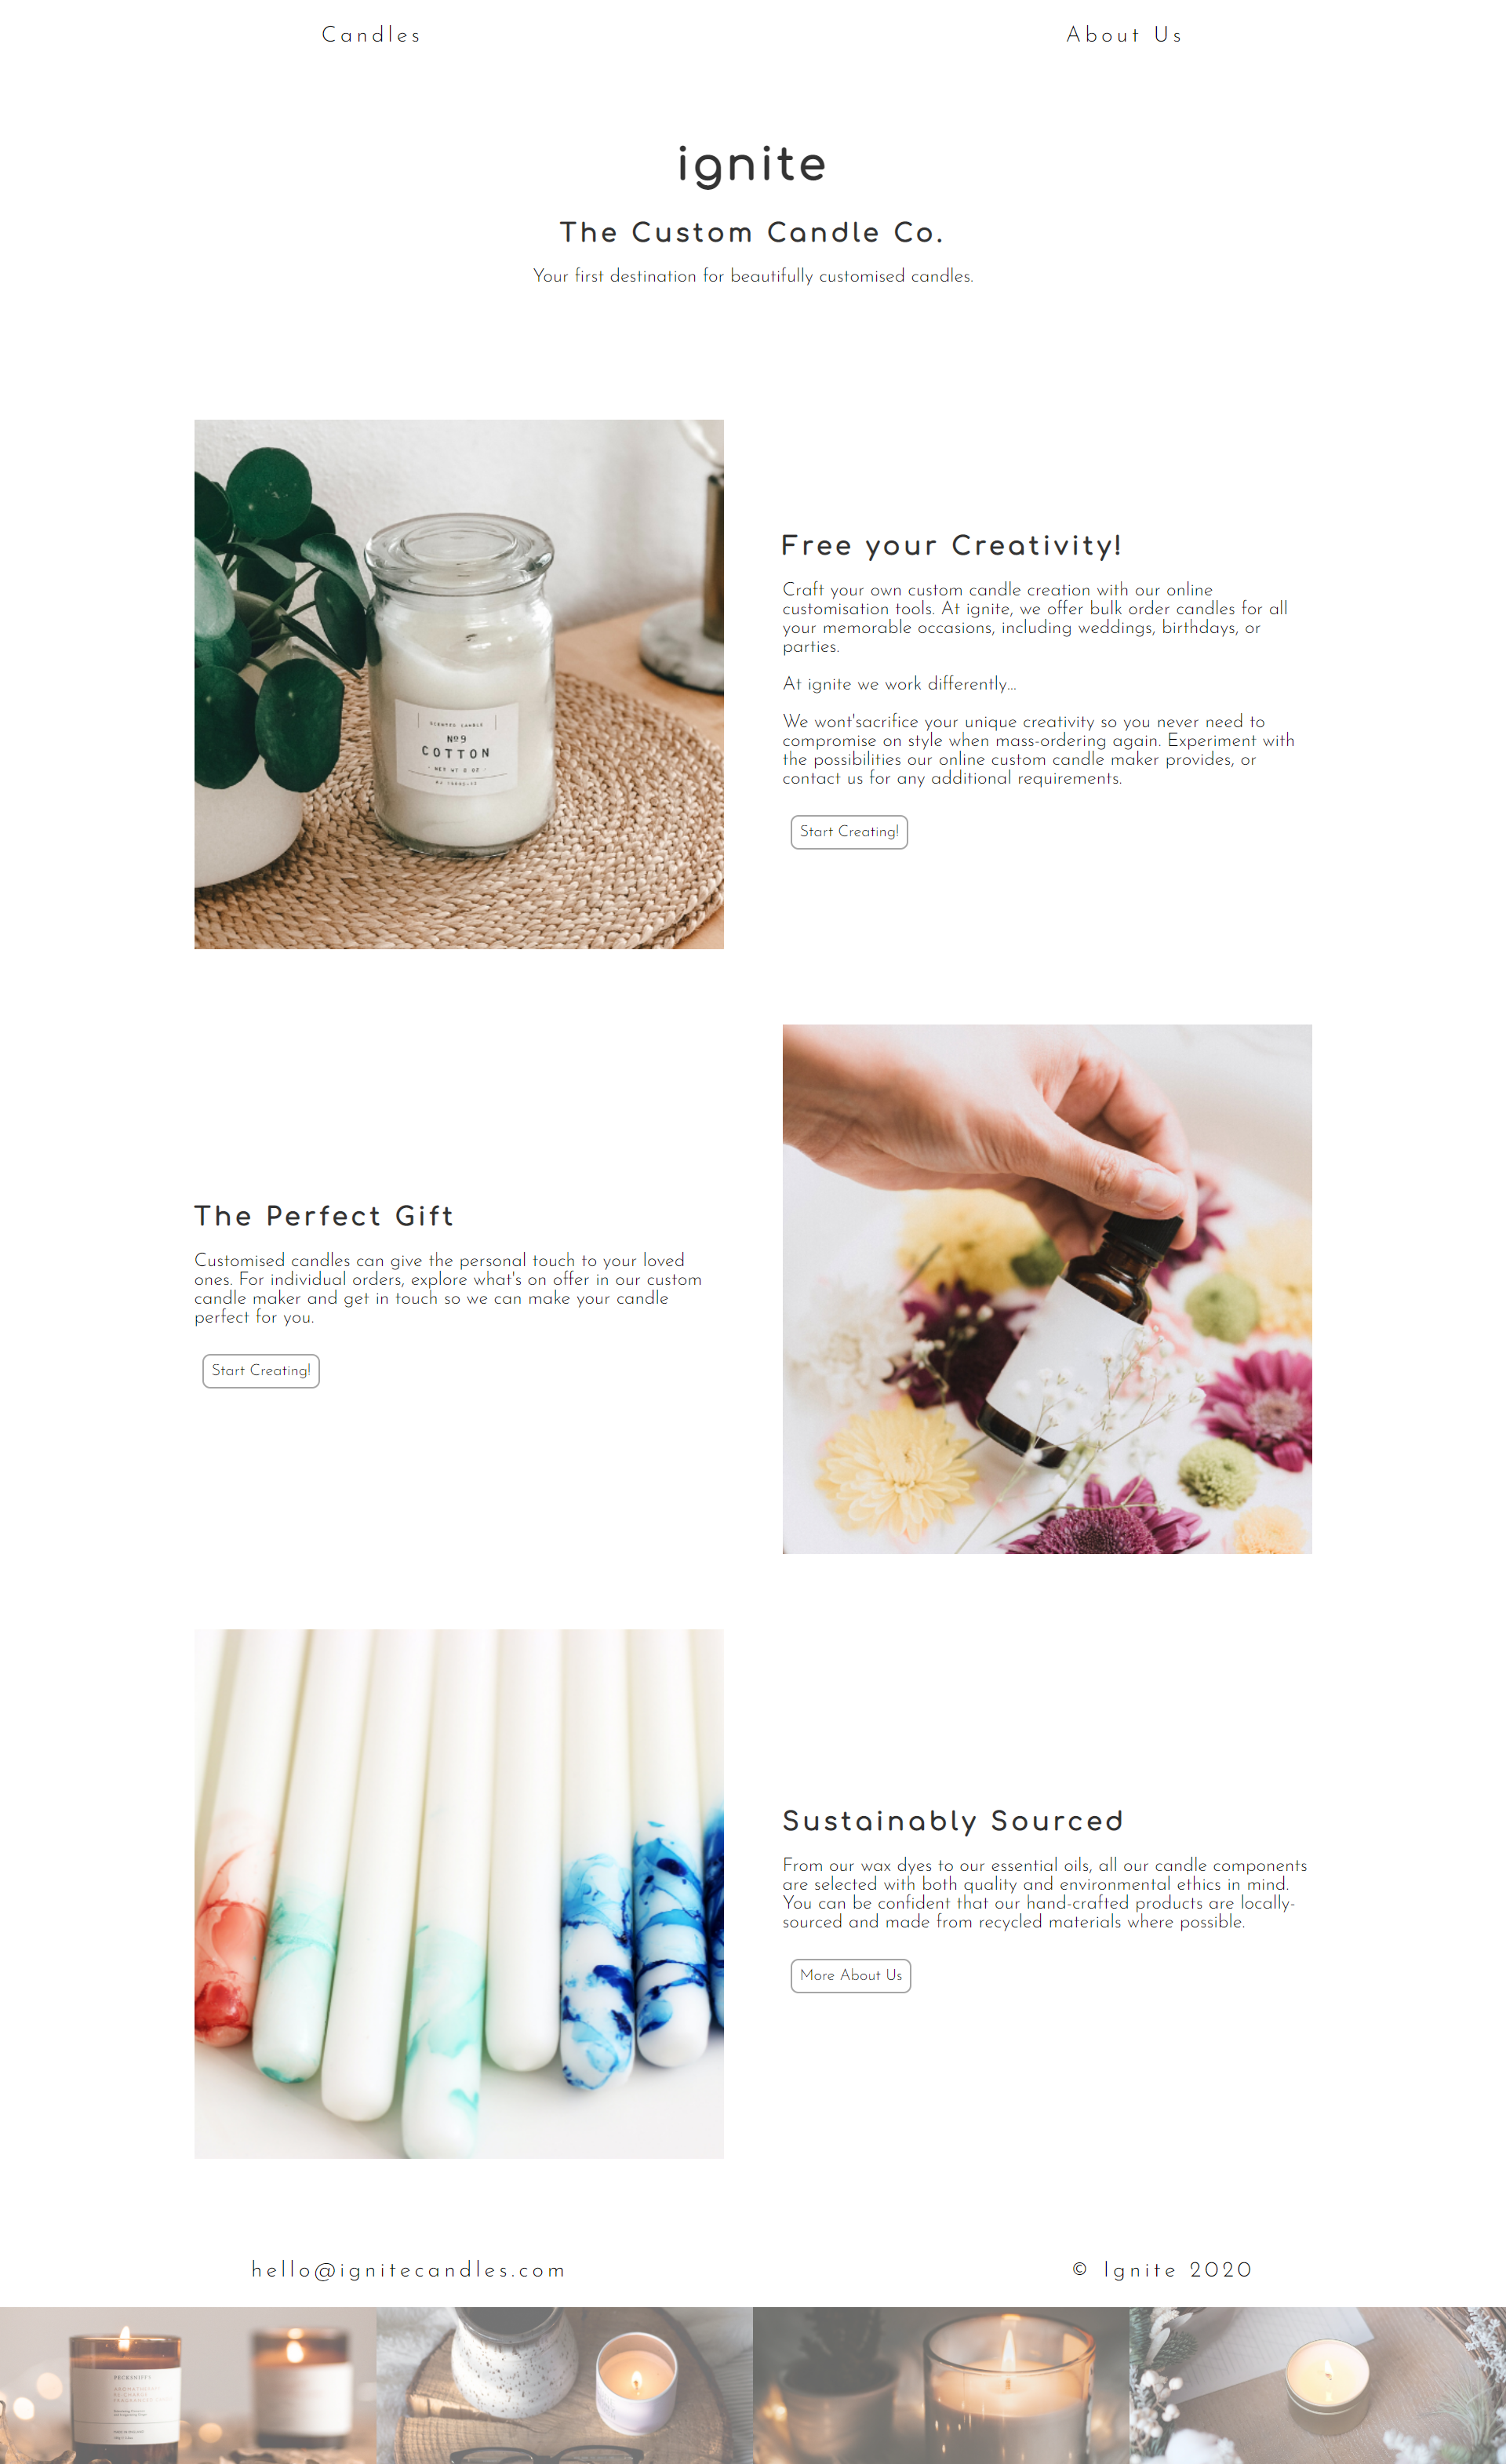 Candles
About Us
ignite
The Custom Candle Co.
Your first destination for beautifully customised candles.
SCENTED CANDLE
Nº9
COTTON
- NET WT 8 OZ -
Free your Creativity!
Craft your own custom candle creation with our online
customisation tools. At ignite, we offer bulk order candles for all
your memorable occasions, including weddings, birthdays, or
parties.
At ignite we work differently...
We wont'sacrifice your unique creativity so you never need to
compromise on style when mass-ordering again. Experiment with
the possibilities our online custom candle maker provides, or
contact us for any additional requirements.
Start Creating!
The Perfect Gift
Customised candles can give the personal touch to your loved
ones. For individual orders, explore what's on offer in our custom
candle maker and get in touch so we can make your candle
perfect for you.
Start Creating!
Sustainably Sourced
From our wax dyes to our essential oils, all our candle components
are selected with both quality and environmental ethics in mind.
You can be confident that our hand-crafted products are locally-
sourced and made from recycled materials where possible.
More About Us
hello@ignitecandles.com
© Ignite 2020
PECKSNIFFS